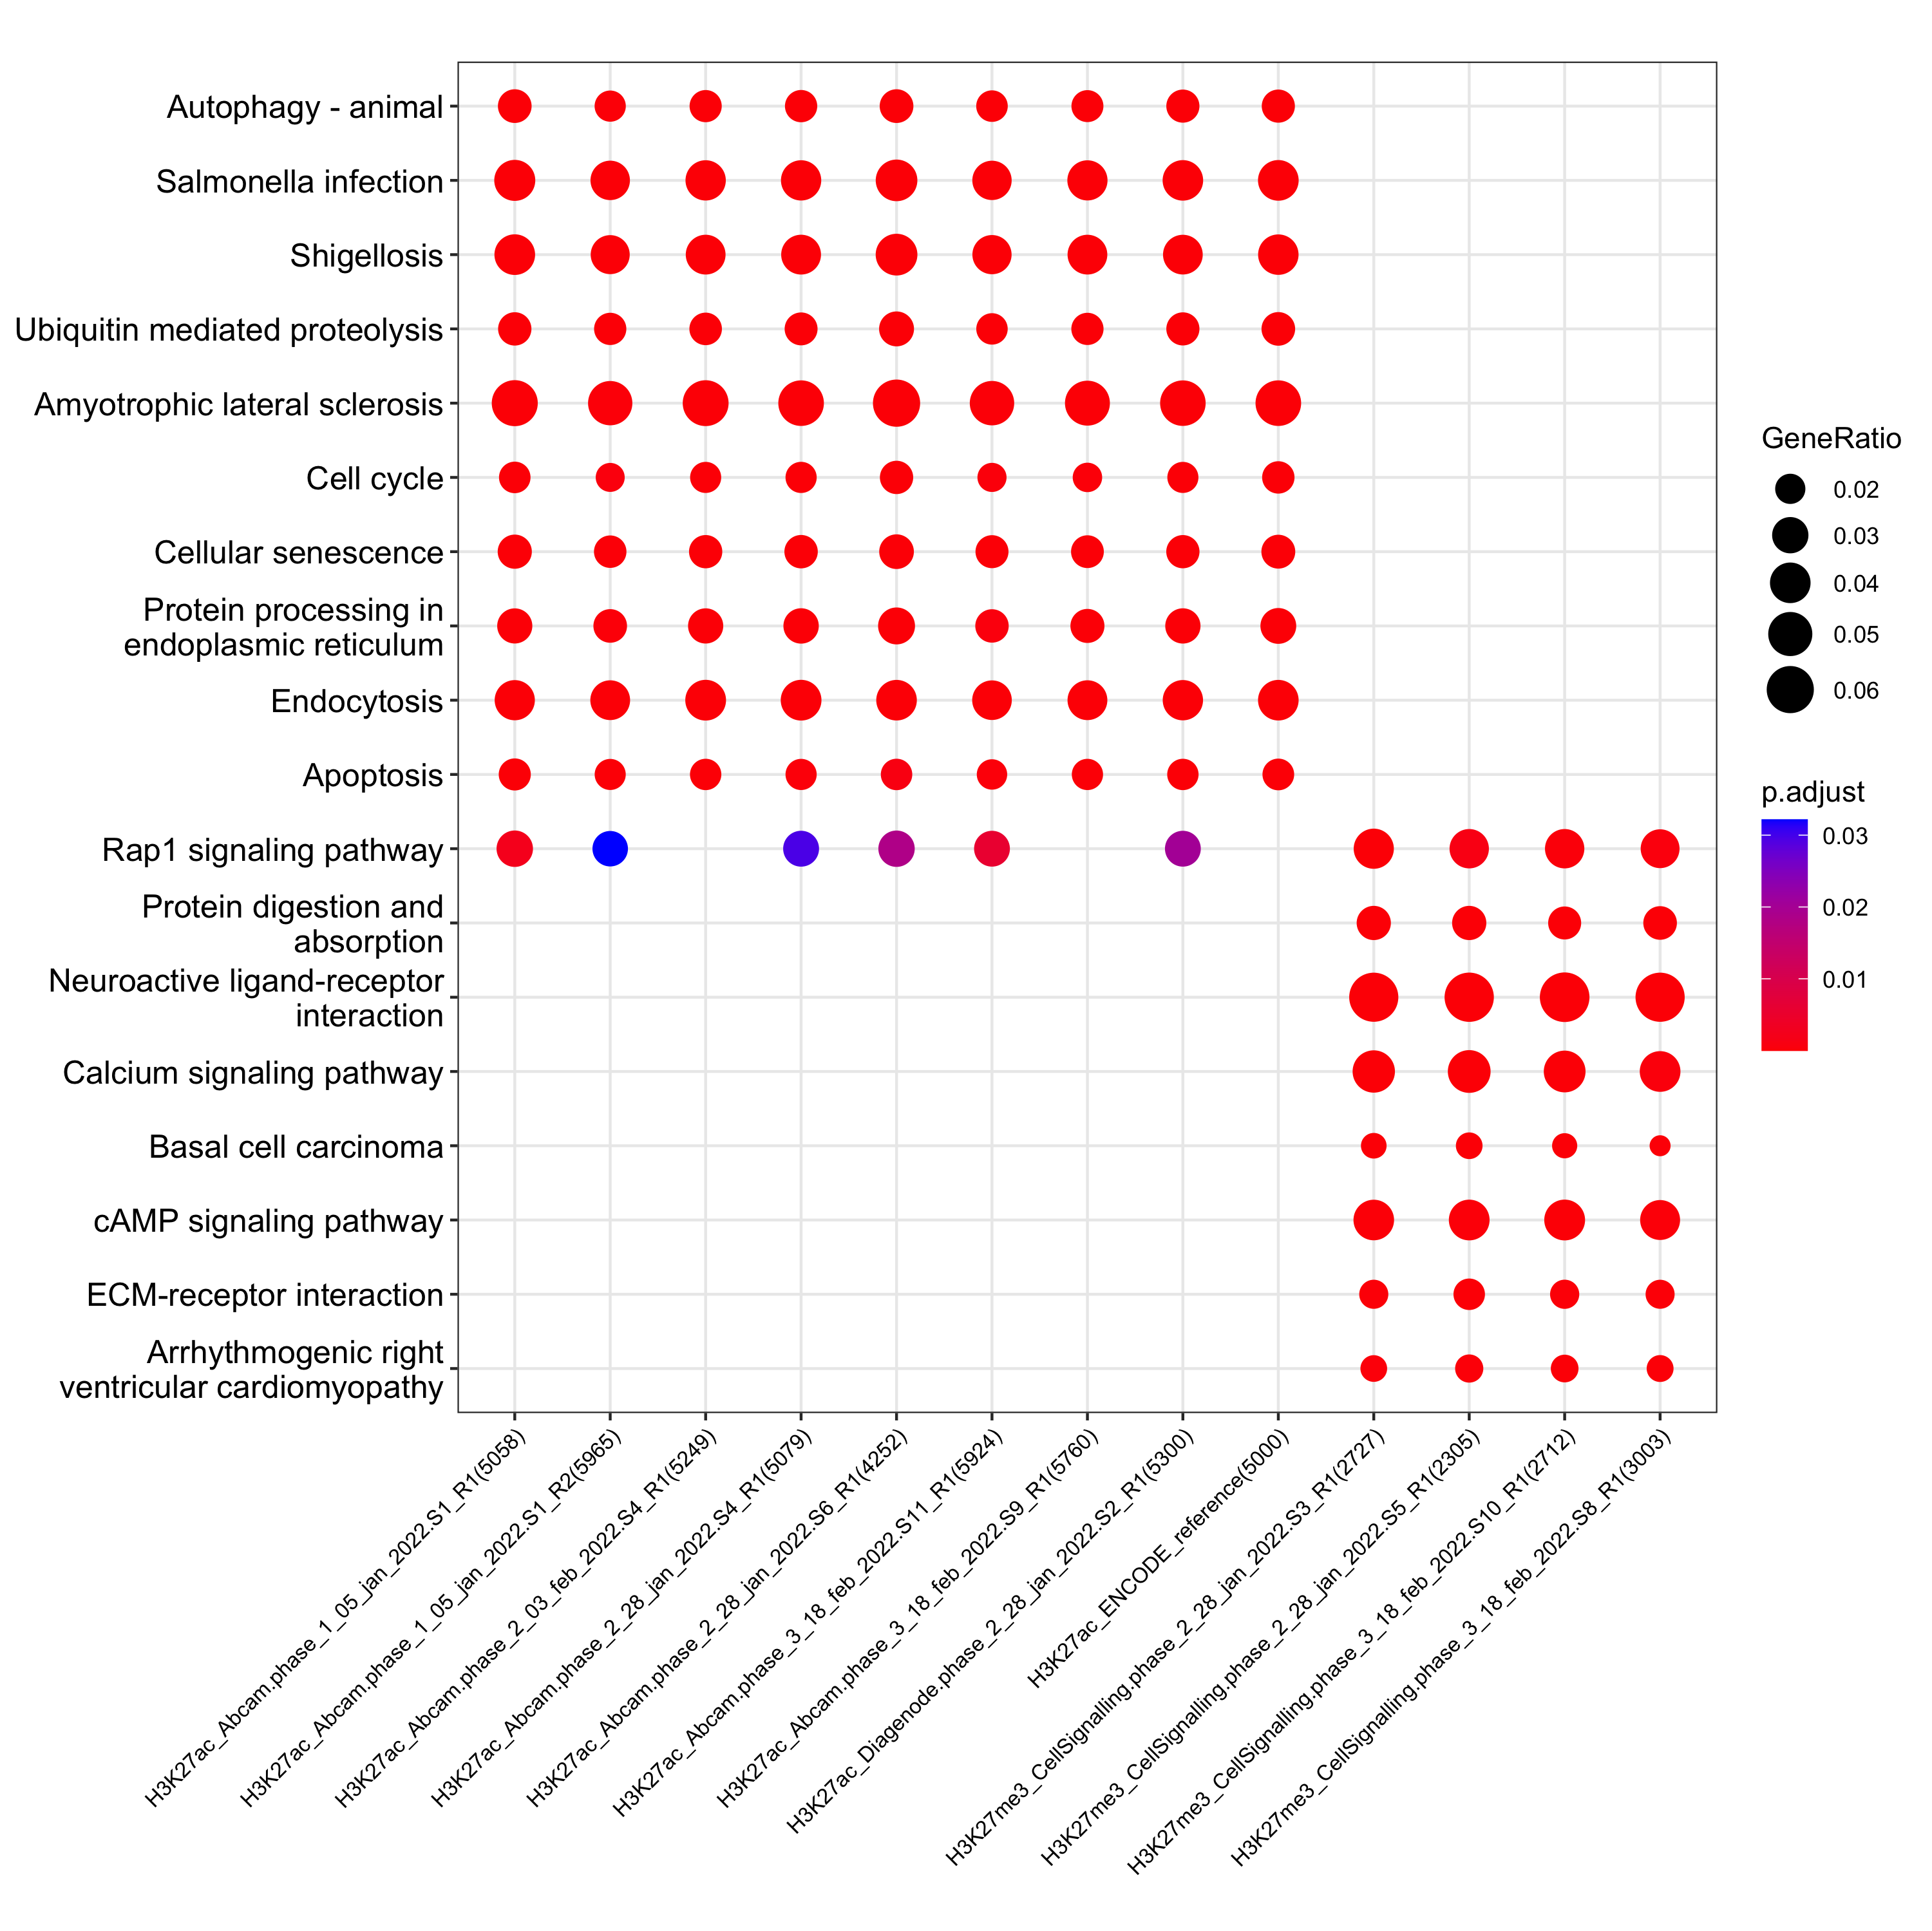 Autophagy - animal
Salmonella infection
Shigellosis
Ubiquitin mediated proteolysis
Amyotrophic lateral sclerosis
Cell cycle
Cellular senescence
Protein processing in
endoplasmic reticulum
Endocytosis
Apoptosis
Rap1 signaling pathway
Protein digestion and
absorption
Neuroactive ligand-receptor
interaction
Calcium signaling pathway
Basal cell carcinoma
cAMP signaling pathway
ECM-receptor interaction
Arrhythmogenic right
ventricular cardiomyopathy
H3K27ac_Abcam.phase_1_05_jan_2022.S1_R1(5058)
H3K27ac_Abcam.phase_1_05_jan_2022.S1_R2(5965)
H3K27ac_Abcam.phase_2_03_feb_2022.S4_R1(5249)
H3K27ac_Abcam.phase_2_28_jan_2022.S4_R1(5079)
H3K27ac_Abcam.phase_2_28_jan_2022.S6_R1(4252)
H3K27ac_Abcam.phase_3_18_feb_2022.S11_R1(5924)
H3K27ac_Abcam.phase_3_18_feb_2022.S9_R1(5760)
H3K27ac_Diagenode.phase_2_28_jan_2022.S2_R1(5300)
H3K27ac_ENCODE_reference(5000)
H3K27me3_CellSignalling.phase_2_28_jan_2022.S3_R1(2727)
H3K27me3_CellSignalling.phase_2_28_jan_2022.S5_R1(2305)
H3K27me3_CellSignalling.phase_3_18_feb_2022.S10_R1(2712)
H3K27me3_CellSignalling.phase_3_18_feb_2022.S8_R1(3003)
GeneRatio
0.02
0.03
0.04
0.05
0.06
p.adjust
0.03
0.02
0.01